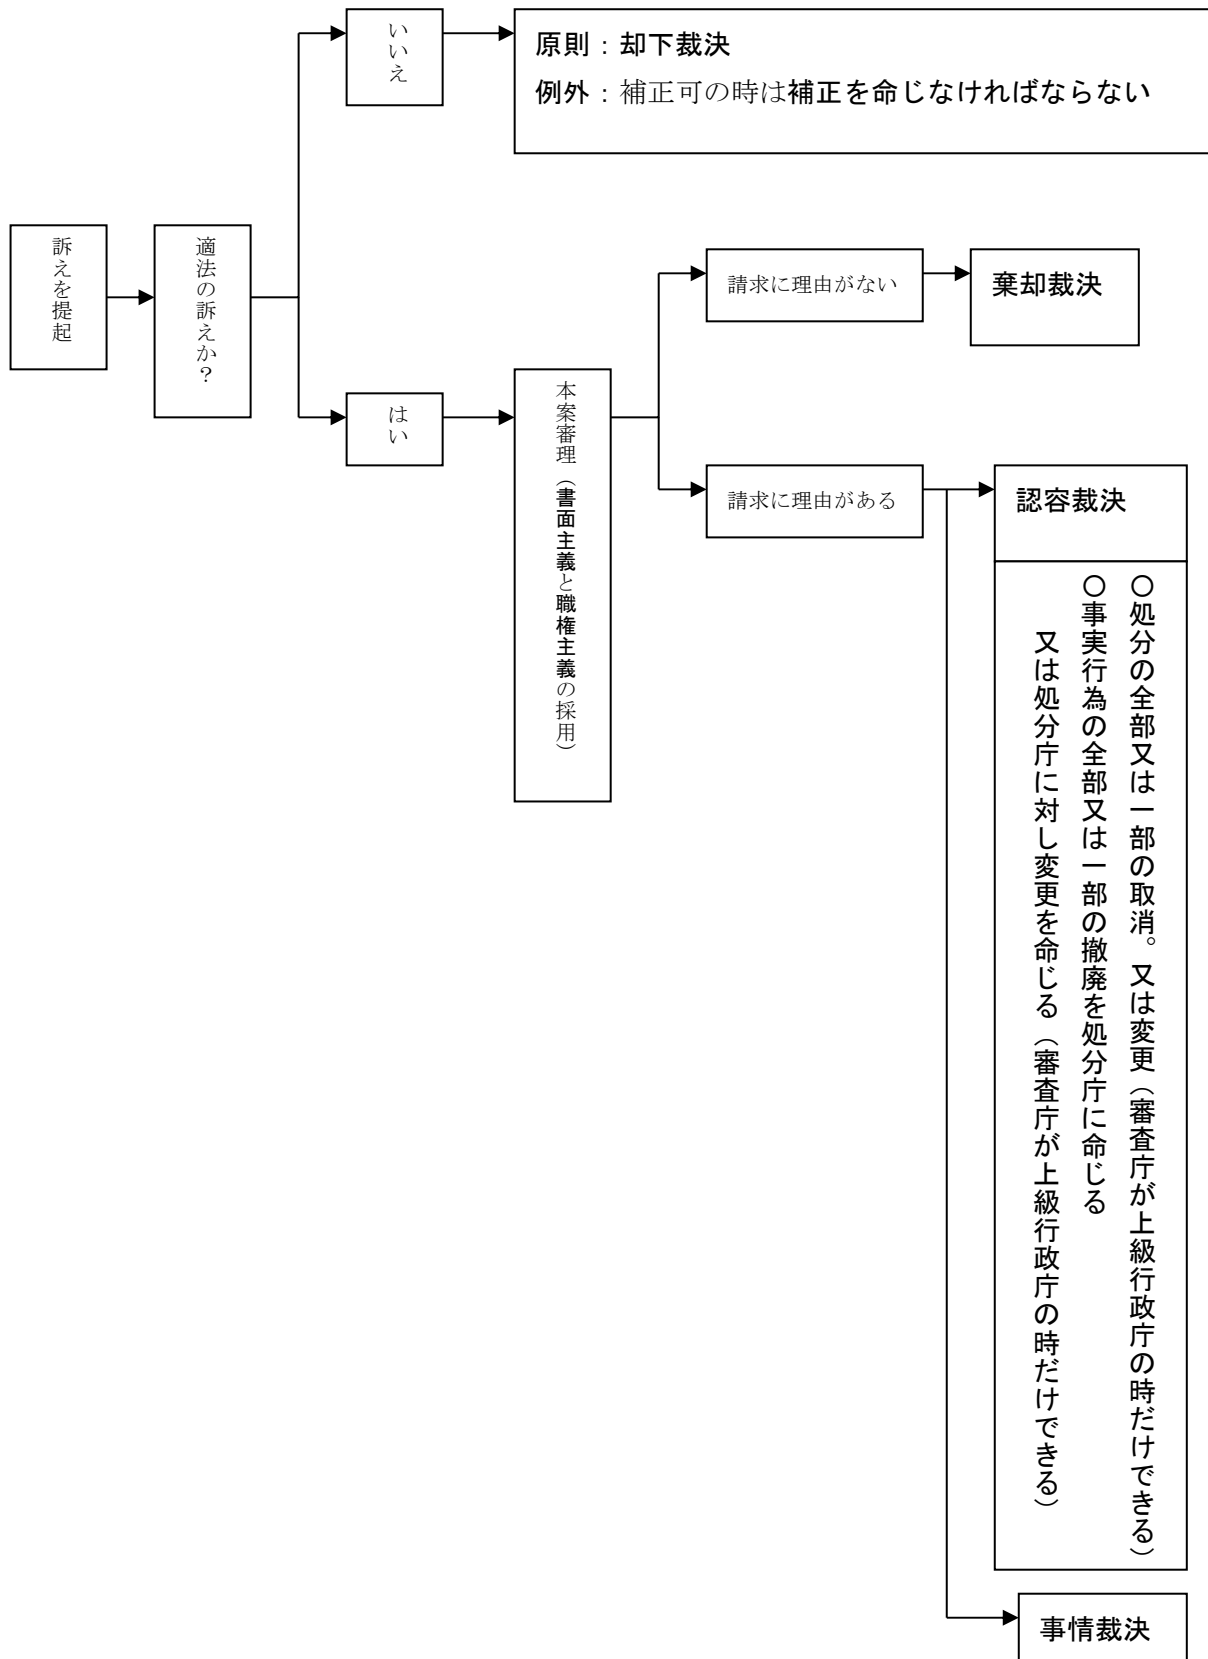 訴えを提起
適法の訴えか？
いいえ
原則：却下裁決
例外：補正可の時は補正を命じなければならない
はい
本案審理（書面主義と職権主義の採用）
請求に理由がない
棄却裁決
請求に理由がある
認容裁決
○処分の全部又は一部の取消。又は変更（審査庁が上級行政庁の時だけできる）
○事実行為の全部又は一部の撤廃を処分庁に命じる
又は処分庁に対し変更を命じる（審査庁が上級行政庁の時だけできる）
事情裁決